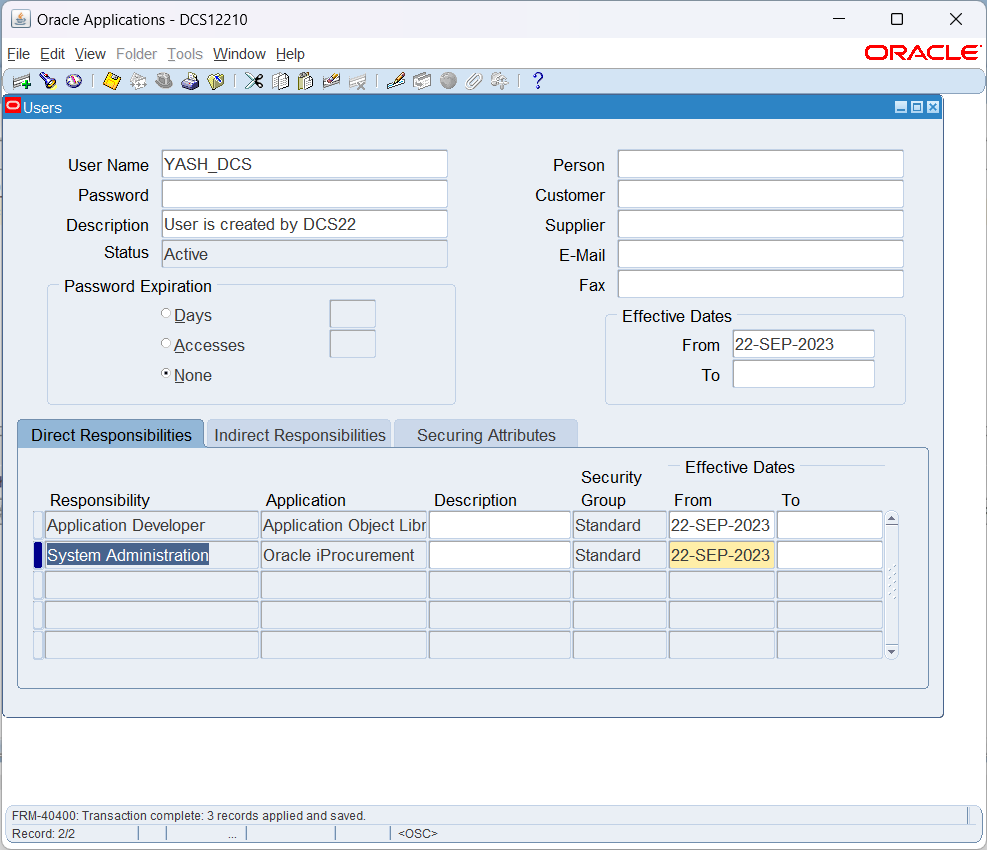 Oracle Applications - DCS12210
File Edit View Folder Tools Window Help
ORACLE
?
Users
User Name YASH_DCS
Password
Description User is created by DCS22
Status Active
Person
Customer
Supplier
E-Mail
Fax
Password Expiration
Days
Accesses
None
Effective Dates
From 22-SEP-2023
To
Direct Responsibilities Indirect Responsibilities Securing Attributes
Effective Dates
Responsibility Application Description Security Group From To
Application Developer Application Object Libr Standard 22-SEP-2023
System Administration Oracle iProcurement Standard 22-SEP-2023
FRM-40400: Transaction complete: 3 records applied and saved.
Record: 2/2 ... <OSC>